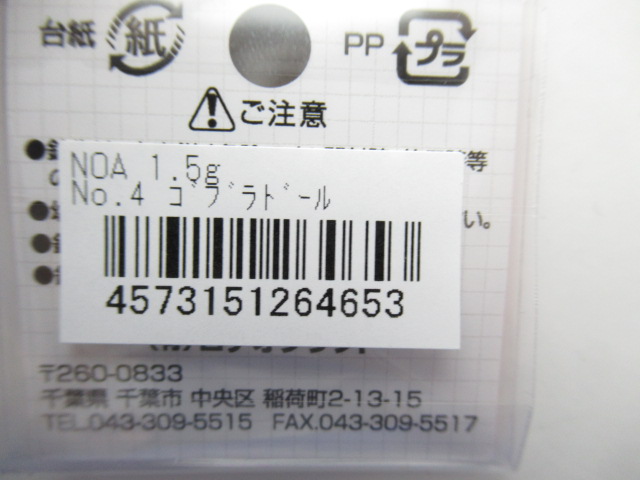 台紙 紙 PP プラ
ご注意
等
NOA 1.5g
No.4 ゴブラドール
い。
4573151264653
〒260-0833
千葉県 千葉市 中央区 稲荷町2-13-15
TEL.043-309-5515 FAX.043-309-5517